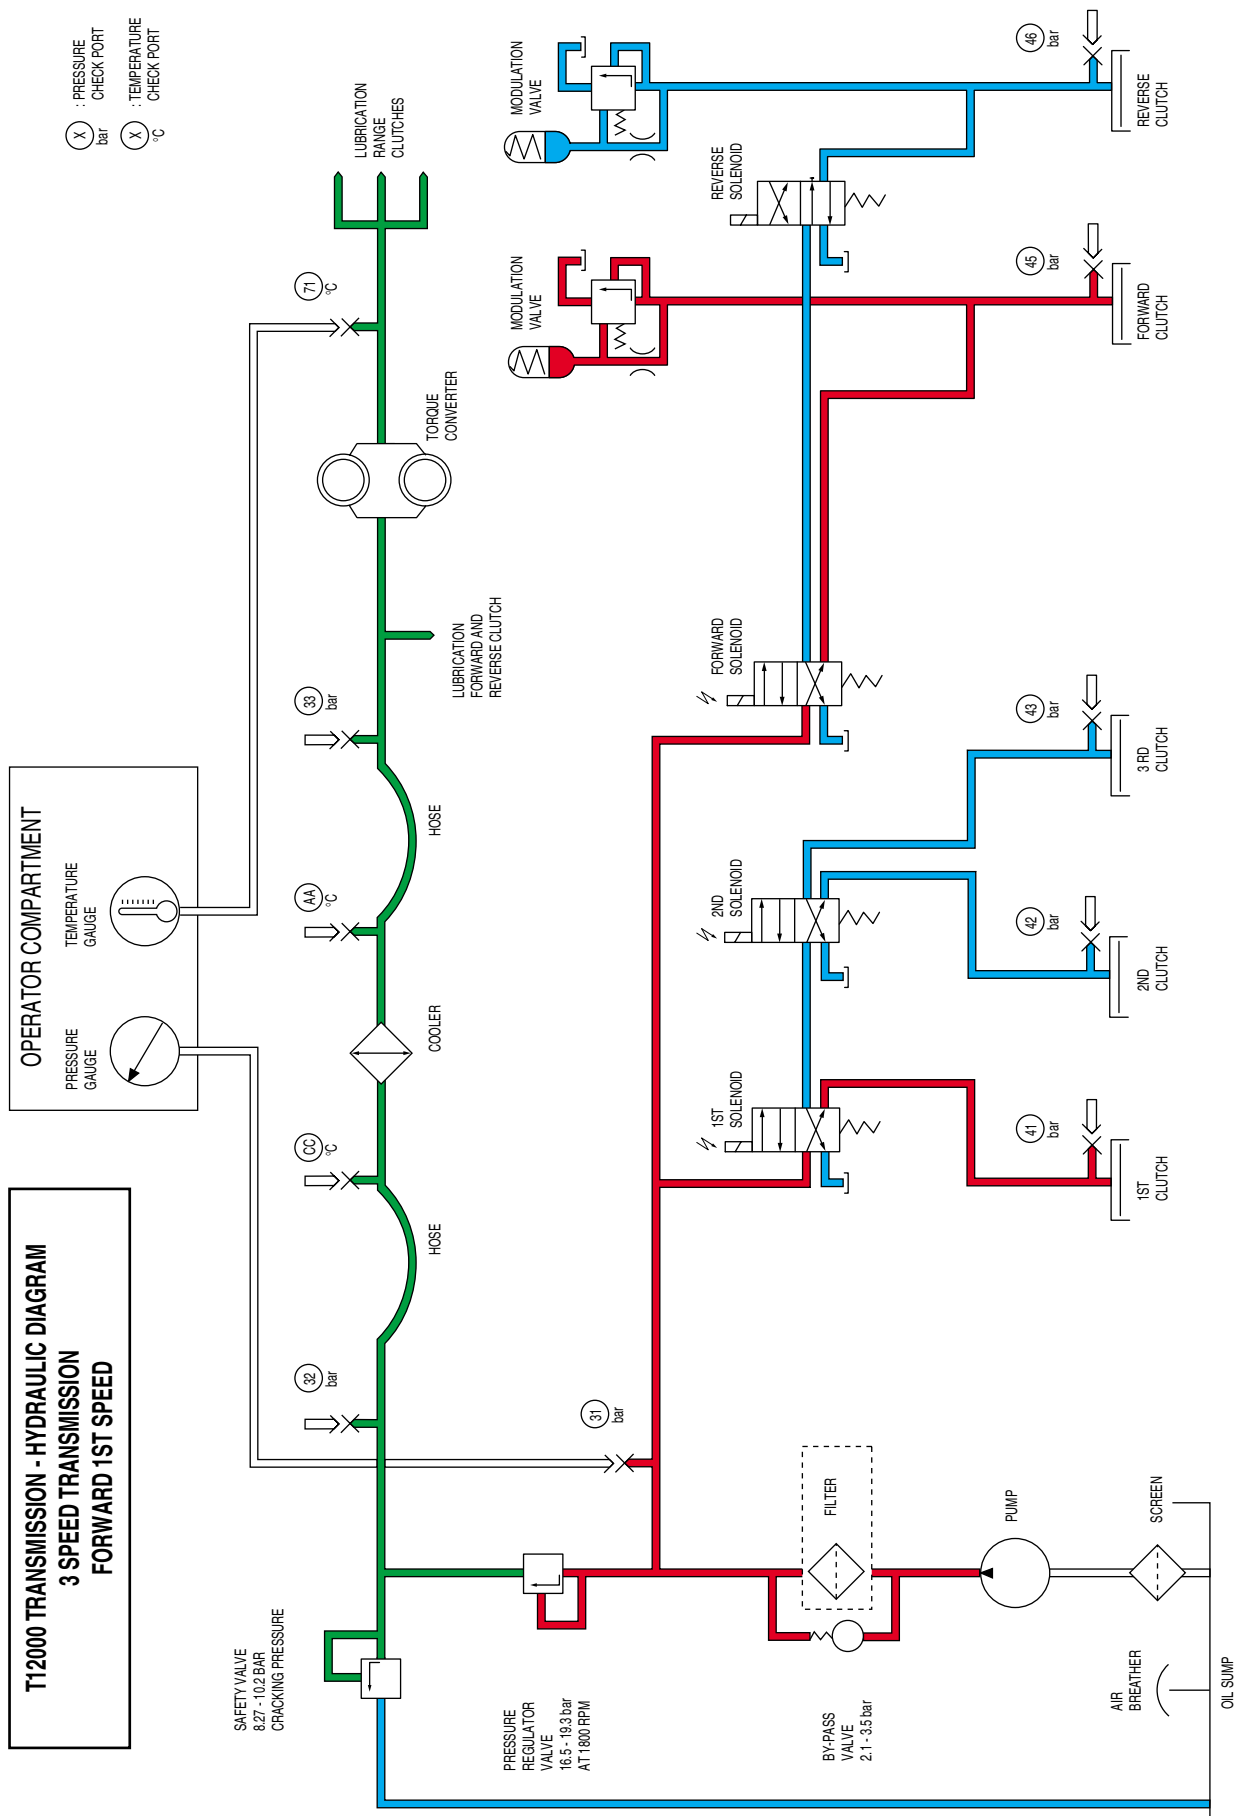 T12000 TRANSMISSION - HYDRAULIC DIAGRAM
3 SPEED TRANSMISSION
FORWARD 1ST SPEED
OPERATOR COMPARTMENT
PRESSURE
GAUGE
TEMPERATURE
GAUGE
X
bar
: PRESSURE
CHECK PORT
X
°C
: TEMPERATURE
CHECK PORT
SAFETY VALVE
8.27 - 10.2 BAR
CRACKING PRESSURE
32
bar
HOSE
CC
°C
COOLER
AA
°C
HOSE
33
bar
LUBRICATION
FORWARD AND
REVERSE CLUTCH
TORQUE
CONVERTER
71
°C
LUBRICATION
RANGE
CLUTCHES
PRESSURE
REGULATOR
VALVE
16.5 - 19.3 bar
AT 1800 RPM
31
bar
MODULATION
VALVE
MODULATION
VALVE
BY-PASS
VALVE
2.1 - 3.5 bar
FILTER
1ST
SOLENOID
2ND
SOLENOID
FORWARD
SOLENOID
REVERSE
SOLENOID
PUMP
41
bar
42
bar
43
bar
45
bar
46
bar
AIR
BREATHER
SCREEN
1ST
CLUTCH
2ND
CLUTCH
3 RD
CLUTCH
FORWARD
CLUTCH
REVERSE
CLUTCH
OIL SUMP